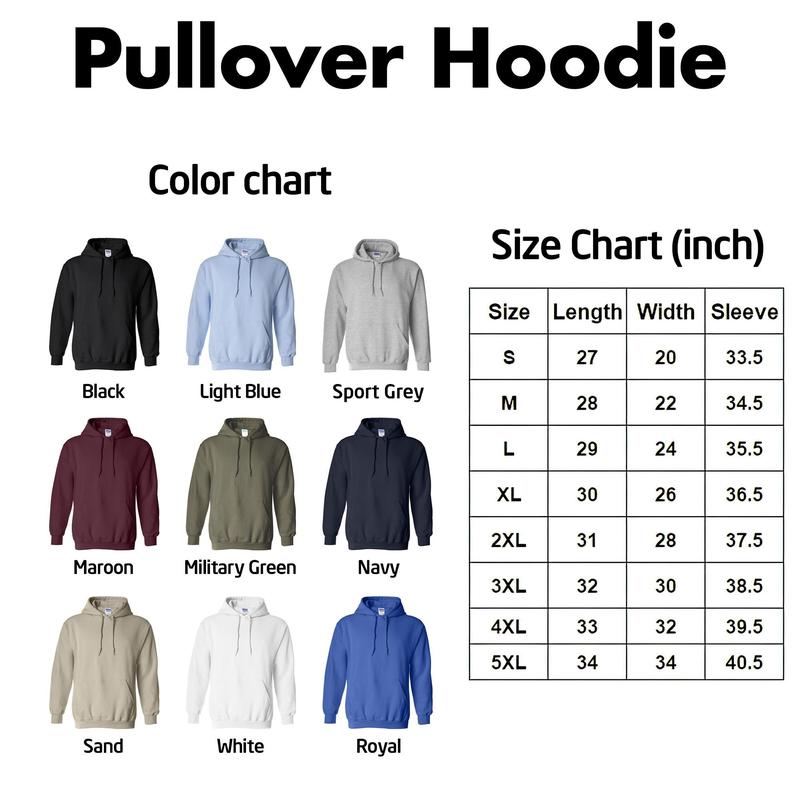 Pullover Hoodie
Color chart
Black Light Blue Sport Grey
Maroon Military Green Navy
Sand White Royal
Size Chart (inch)
Size Length Width Sleeve
S 27 20 33.5
M 28 22 34.5
L 29 24 35.5
XL 30 26 36.5
2XL 31 28 37.5
3XL 32 30 38.5
4XL 33 32 39.5
5XL 34 34 40.5